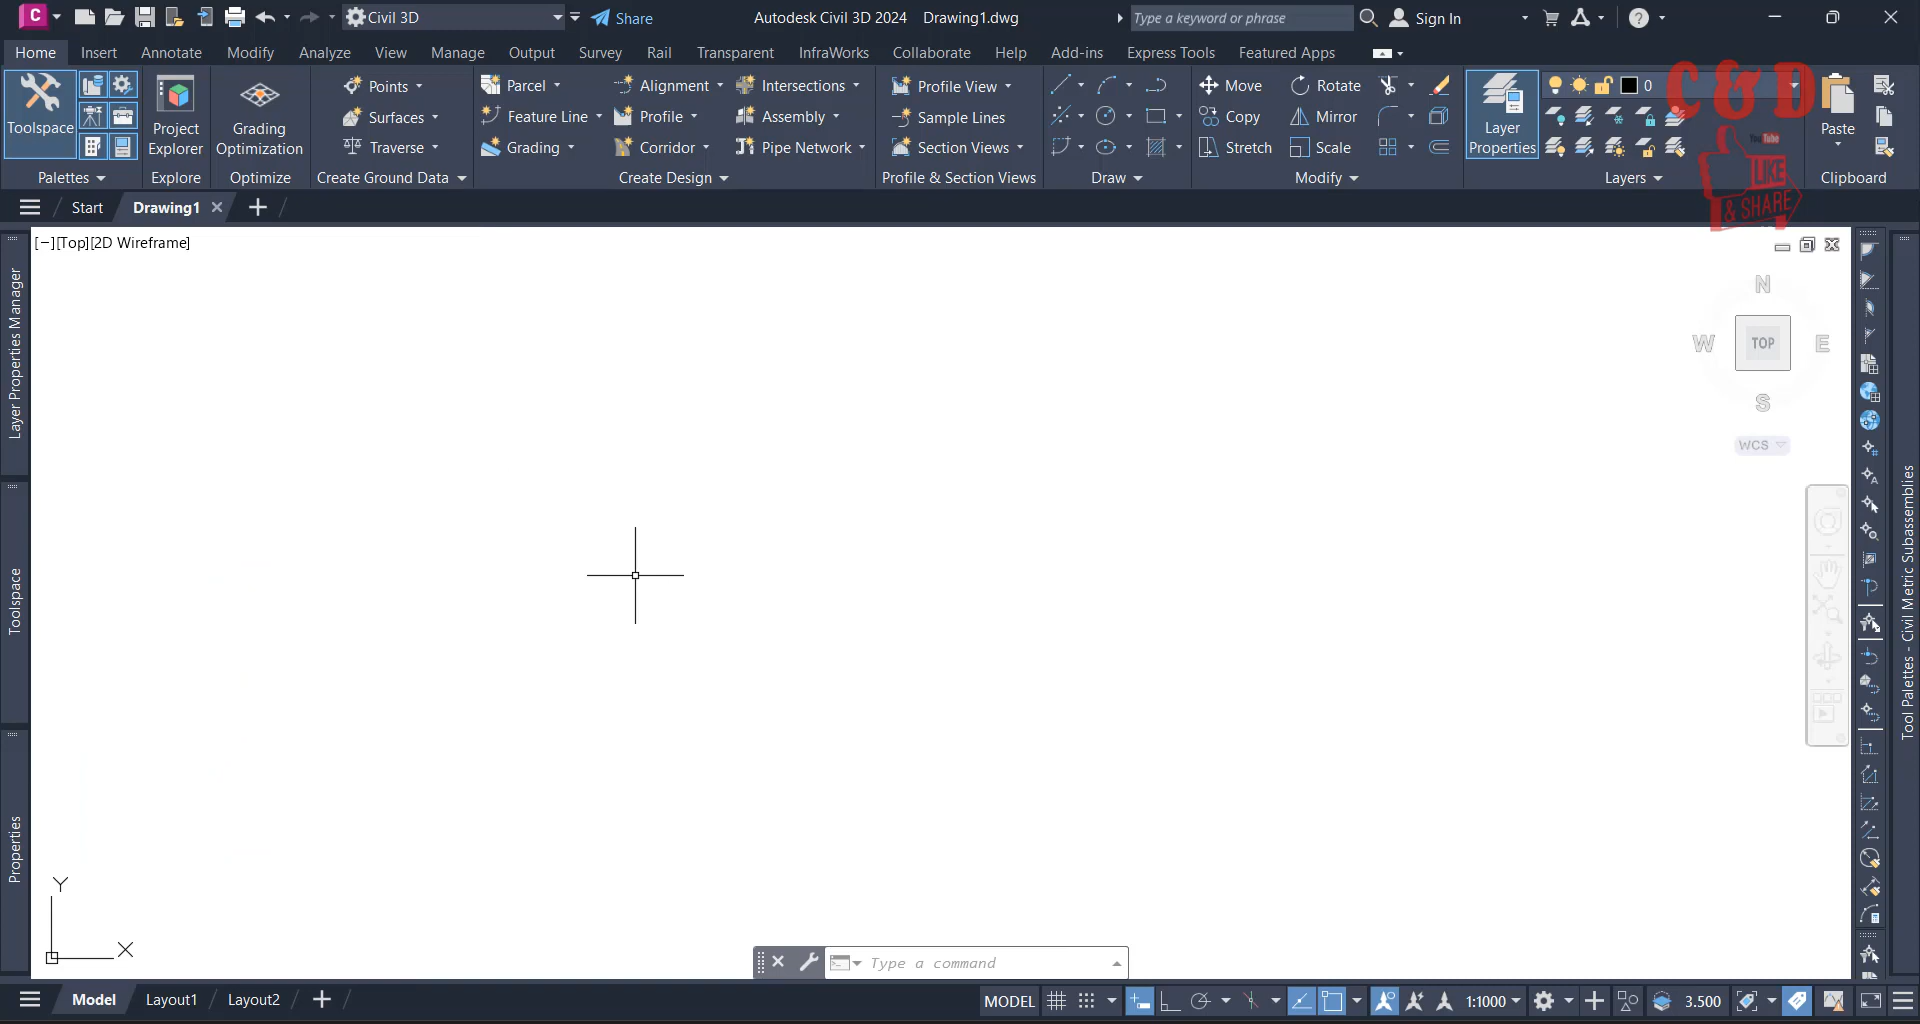 Civil 3D
Share
Autodesk Civil 3D 2024 Drawing1.dwg
Type a keyword or phrase
Sign In
Home Insert Annotate Modify Analyze View Manage Output Survey Rail Transparent InfraWorks Collaborate Help Add-ins Express Tools Featured Apps
Toolspace
Palettes
Project
Explorer
Explore
Grading
Optimization
Optimize
Points
Surfaces
Traverse
Create Ground Data
Parcel
Feature Line
Grading
Alignment
Profile
Corridor
Intersections
Assembly
Pipe Network
Create Design
Profile View
Sample Lines
Section Views
Profile & Section Views
Draw
Move
Copy
Stretch
Rotate
Mirror
Scale
Modify
Layer
Properties
0
Layers
Paste
Clipboard
C & D
YouTube
LIKE
& SHARE
Start
Drawing1
[−][Top][2D Wireframe]
N
W
TOP
E
S
WCS
Layer Properties Manager
Toolspace
Properties
Tool Palettes - Civil Metric Subassemblies
Y
X
Type a command
Model
Layout1
Layout2
MODEL
1:1000
3.500